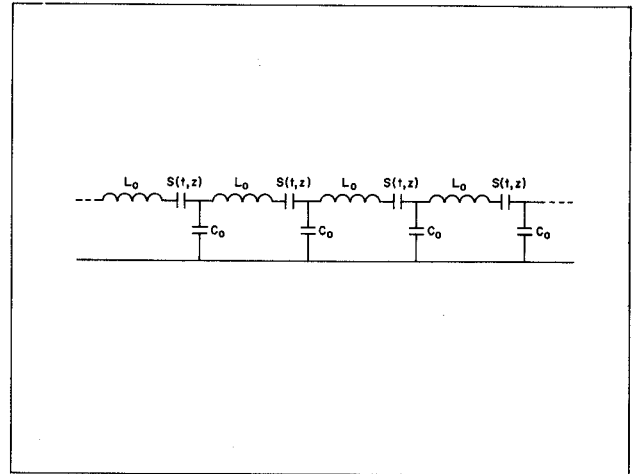 L₀ S(t,z) L₀ S(t,z) L₀ S(t,z) L₀ S(t,z)
C₀ C₀ C₀ C₀